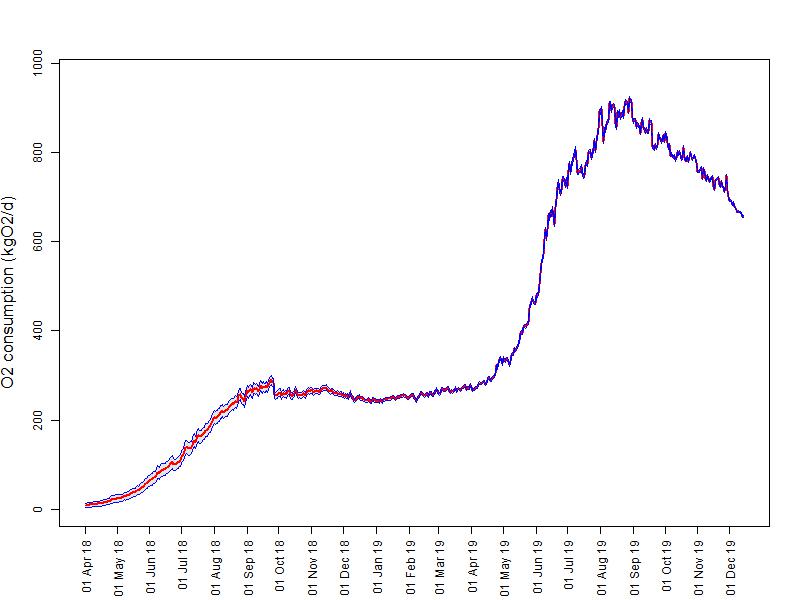 O2 consumption (kgO2/d)
1000
800
600
400
200
0
01 Apr 18
01 May 18
01 Jun 18
01 Jul 18
01 Aug 18
01 Sep 18
01 Oct 18
01 Nov 18
01 Dec 18
01 Jan 19
01 Feb 19
01 Mar 19
01 Apr 19
01 May 19
01 Jun 19
01 Jul 19
01 Aug 19
01 Sep 19
01 Oct 19
01 Nov 19
01 Dec 19